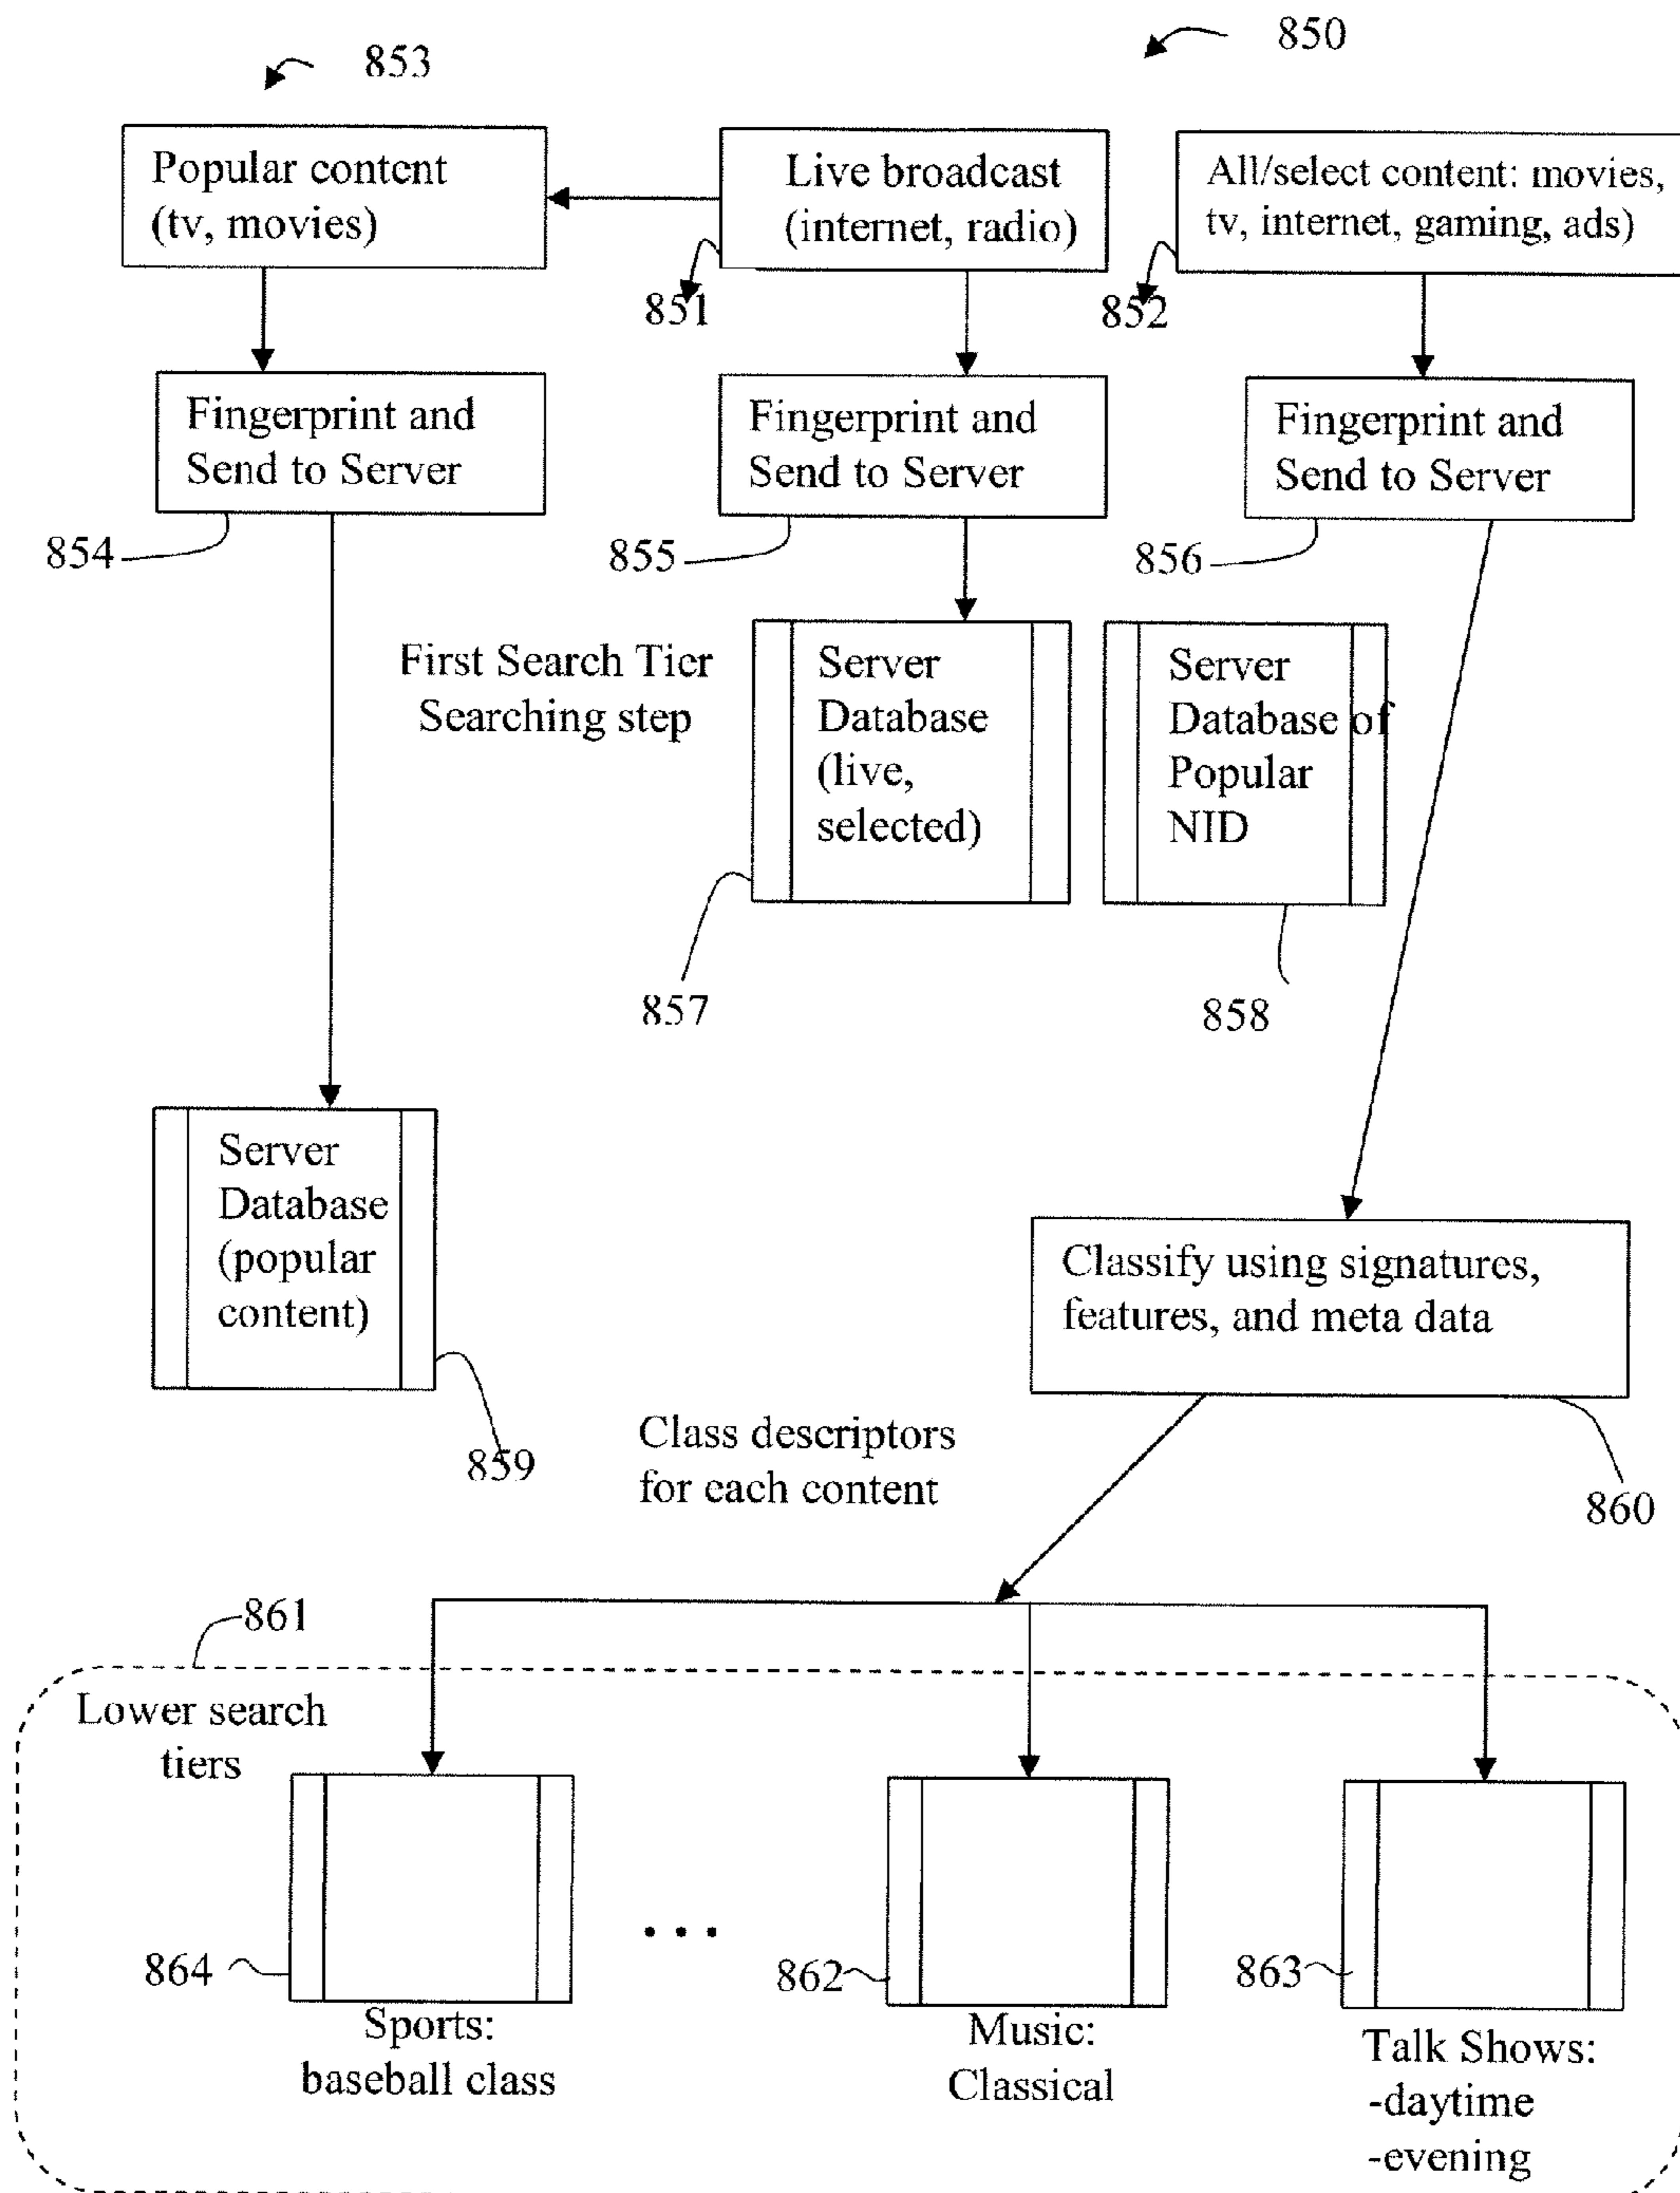 850
853
Popular content
(tv, movies)
Live broadcast
(internet, radio)
All/select content: movies,
tv, internet, gaming, ads)
851
852
Fingerprint and
Send to Server
Fingerprint and
Send to Server
Fingerprint and
Send to Server
854
855
856
First Search Tier
Searching step
Server
Database
(live,
selected)
Server
Database of
Popular
NID
857
858
Server
Database
(popular
content)
859
Classify using signatures,
features, and meta data
860
Class descriptors
for each content
861
Lower search
tiers
864
862
863
Sports:
baseball class
. . .
Music:
Classical
Talk Shows:
-daytime
-evening